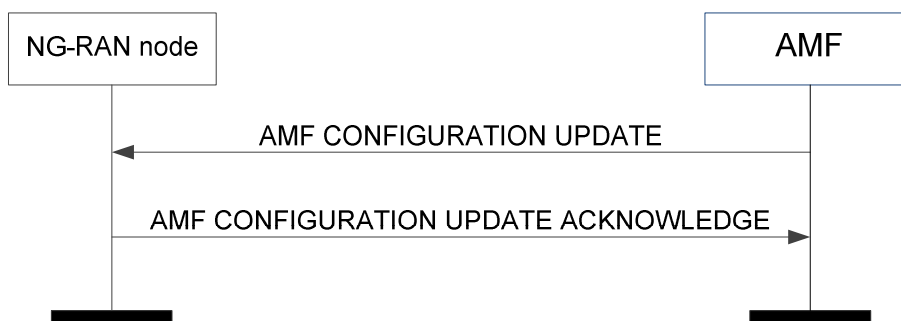 NG-RAN node
AMF
AMF CONFIGURATION UPDATE
AMF CONFIGURATION UPDATE ACKNOWLEDGE